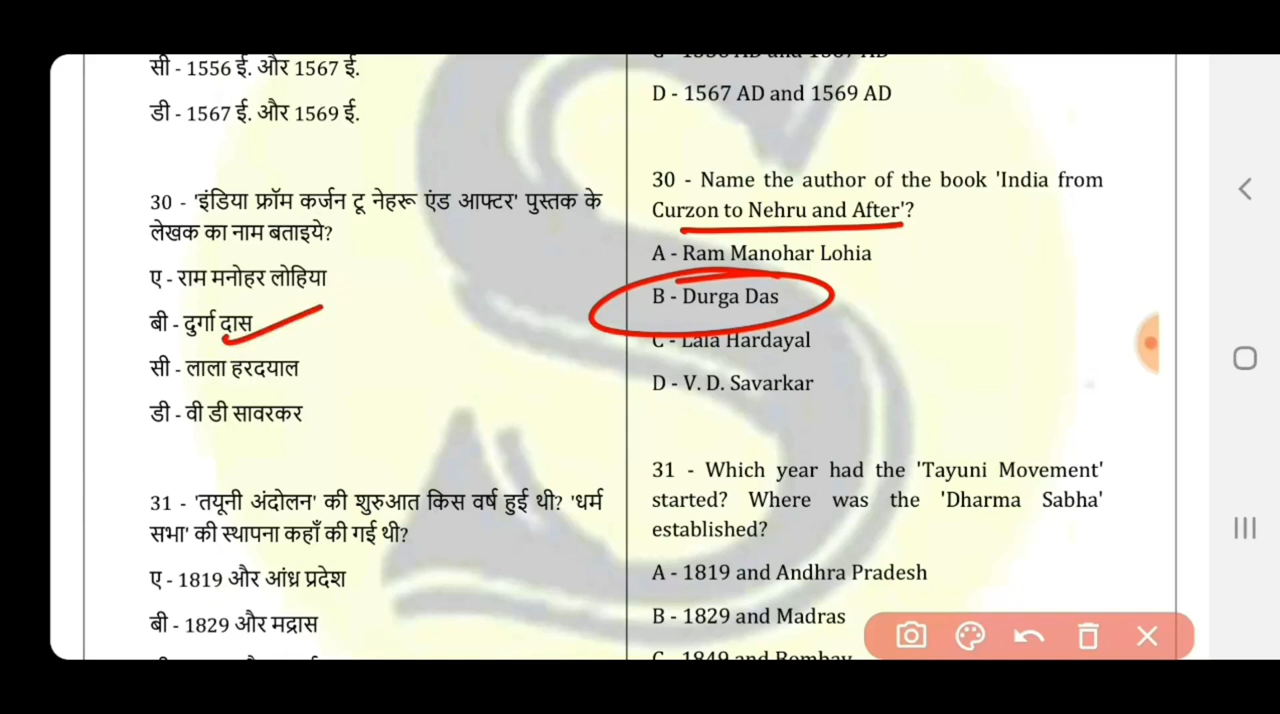 सी - 1556 ई. और 1567 ई.
डी - 1567 ई. और 1569 ई.
30 - 'इंडिया फ्रॉम कर्जन टू नेहरू एंड आफ्टर' पुस्तक के
लेखक का नाम बताइये?
ए - राम मनोहर लोहिया
बी - दुर्गा दास
सी - लाला हरदयाल
डी - वी डी सावरकर
31 - 'तयूनी अंदोलन' की शुरुआत किस वर्ष हुई थी? 'धर्म
सभा' की स्थापना कहाँ की गई थी?
ए - 1819 और आंध्र प्रदेश
बी - 1829 और मद्रास
D - 1567 AD and 1569 AD
30 - Name the author of the book 'India from
Curzon to Nehru and After'?
A - Ram Manohar Lohia
B - Durga Das
C - Lala Hardayal
D - V. D. Savarkar
31 - Which year had the 'Tayuni Movement'
started? Where was the 'Dharma Sabha'
established?
A - 1819 and Andhra Pradesh
B - 1829 and Madras
C - 1849 and Bombay